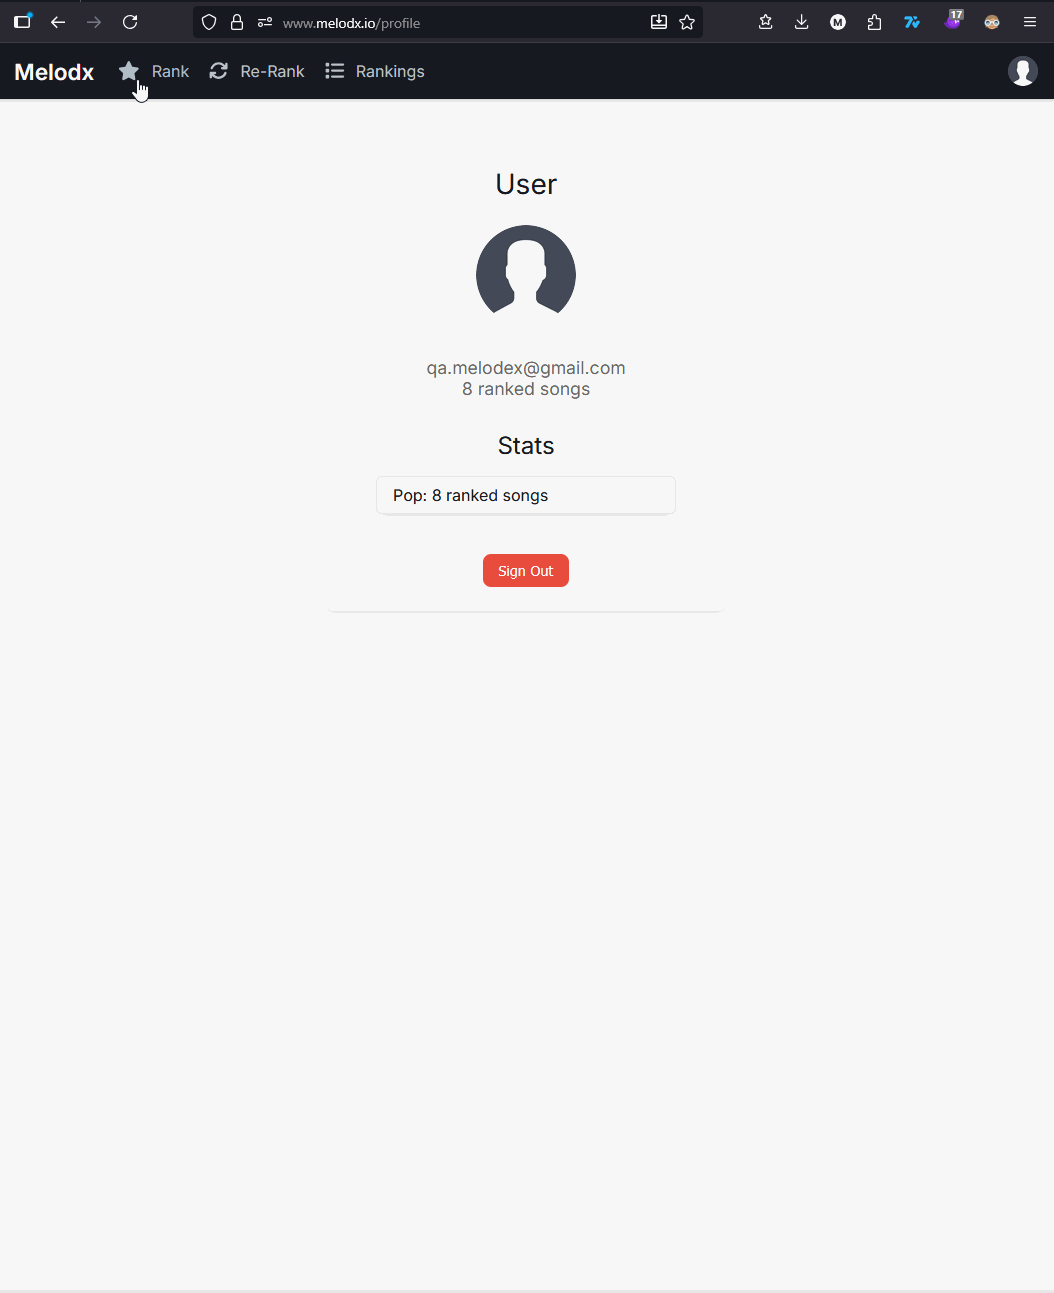 www.melodx.io/profile
M
17
Melodx Rank Re-Rank Rankings
User
qa.melodex@gmail.com
8 ranked songs
Stats
Pop: 8 ranked songs
Sign Out